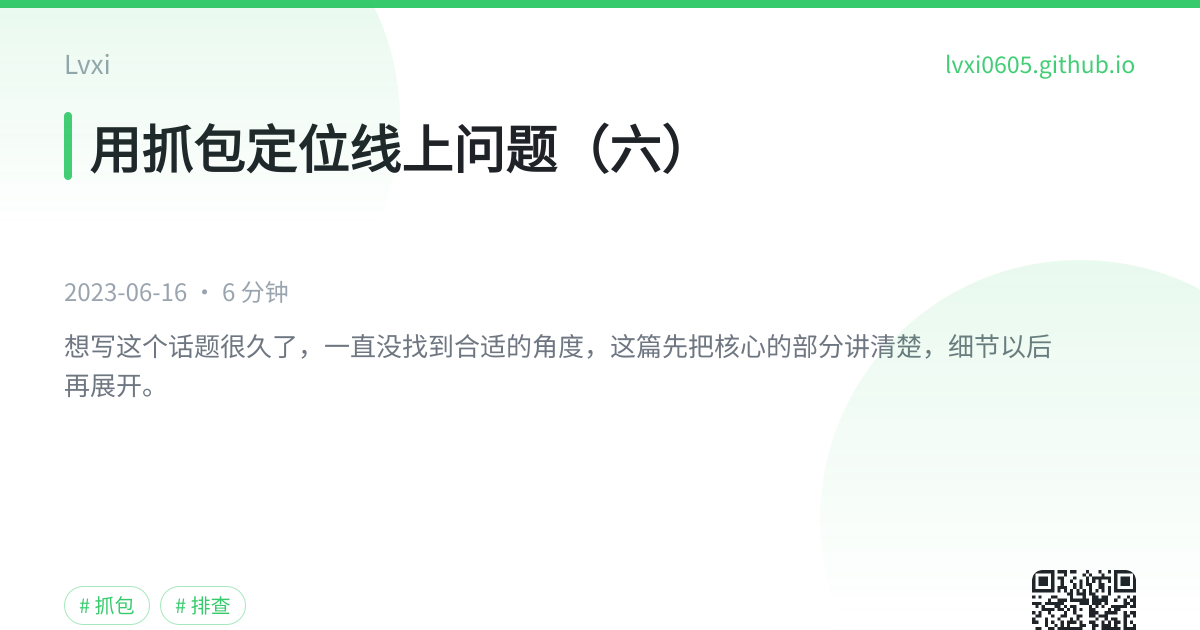 Lvxi
lvxi0605.github.io
用抓包定位线上问题（六）
2023-06-16 · 6 分钟
想写这个话题很久了，一直没找到合适的角度，这篇先把核心的部分讲清楚，细节以后
再展开。
# 抓包
# 排查